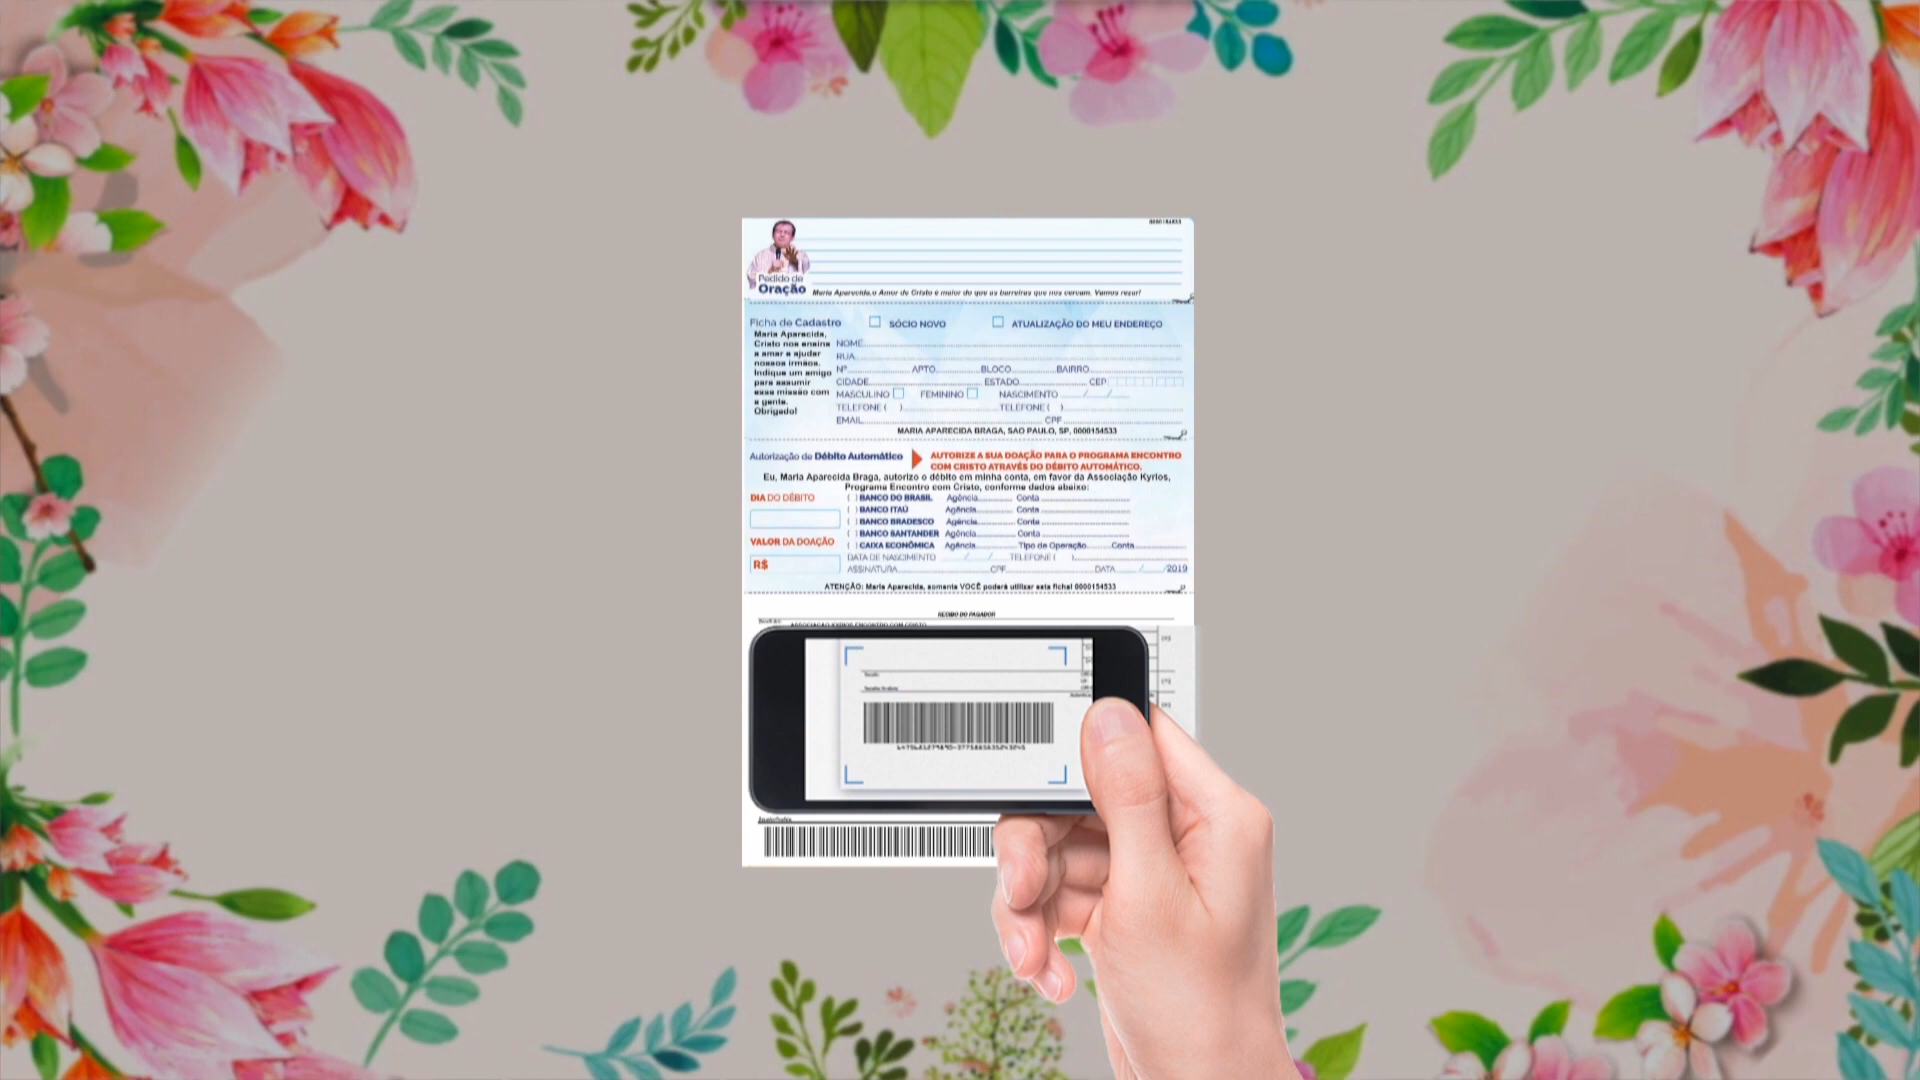 0000154533
Pedido de
Oração
Maria Aparecida,o Amor de Cristo é maior do que as barreiras que nos cercam. Vamos rezar!
Ficha de Cadastro
SÓCIO NOVO
ATUALIZAÇÃO DO MEU ENDEREÇO
Maria Aparecida,
Cristo nos ensina
a amar e ajudar
nossos irmãos.
Indique um amigo
para assumir
essa missão com
a gente.
Obrigado!
NOME
RUA
Nº APTO. BLOCO BAIRRO
CIDADE ESTADO CEP
MASCULINO FEMININO NASCIMENTO / /
TELEFONE ( ) TELEFONE ( )
EMAIL CPF
MARIA APARECIDA BRAGA, SAO PAULO, SP, 0000154533
Autorização de Débito Automático
AUTORIZE A SUA DOAÇÃO PARA O PROGRAMA ENCONTRO
COM CRISTO ATRAVÉS DO DÉBITO AUTOMÁTICO.
Eu, Maria Aparecida Braga, autorizo o débito em minha conta, em favor da Associação Kyrios,
Programa Encontro com Cristo, conforme dados abaixo:
DIA DO DÉBITO
VALOR DA DOAÇÃO
R$
( ) BANCO DO BRASIL Agência Conta
( ) BANCO ITAÚ Agência Conta
( ) BANCO BRADESCO Agência Conta
( ) BANCO SANTANDER Agência Conta
( ) CAIXA ECONÔMICA Agência Tipo de Operação Conta
DATA DE NASCIMENTO / / TELEFONE ( )
ASSINATURA CPF DATA / /2019
ATENÇÃO: Maria Aparecida, somente VOCÊ poderá utilizar esta ficha! 0000154533
RECIBO DO PAGADOR
ASSOCIAÇÃO KYRIOS ENCONTRO COM CRISTO